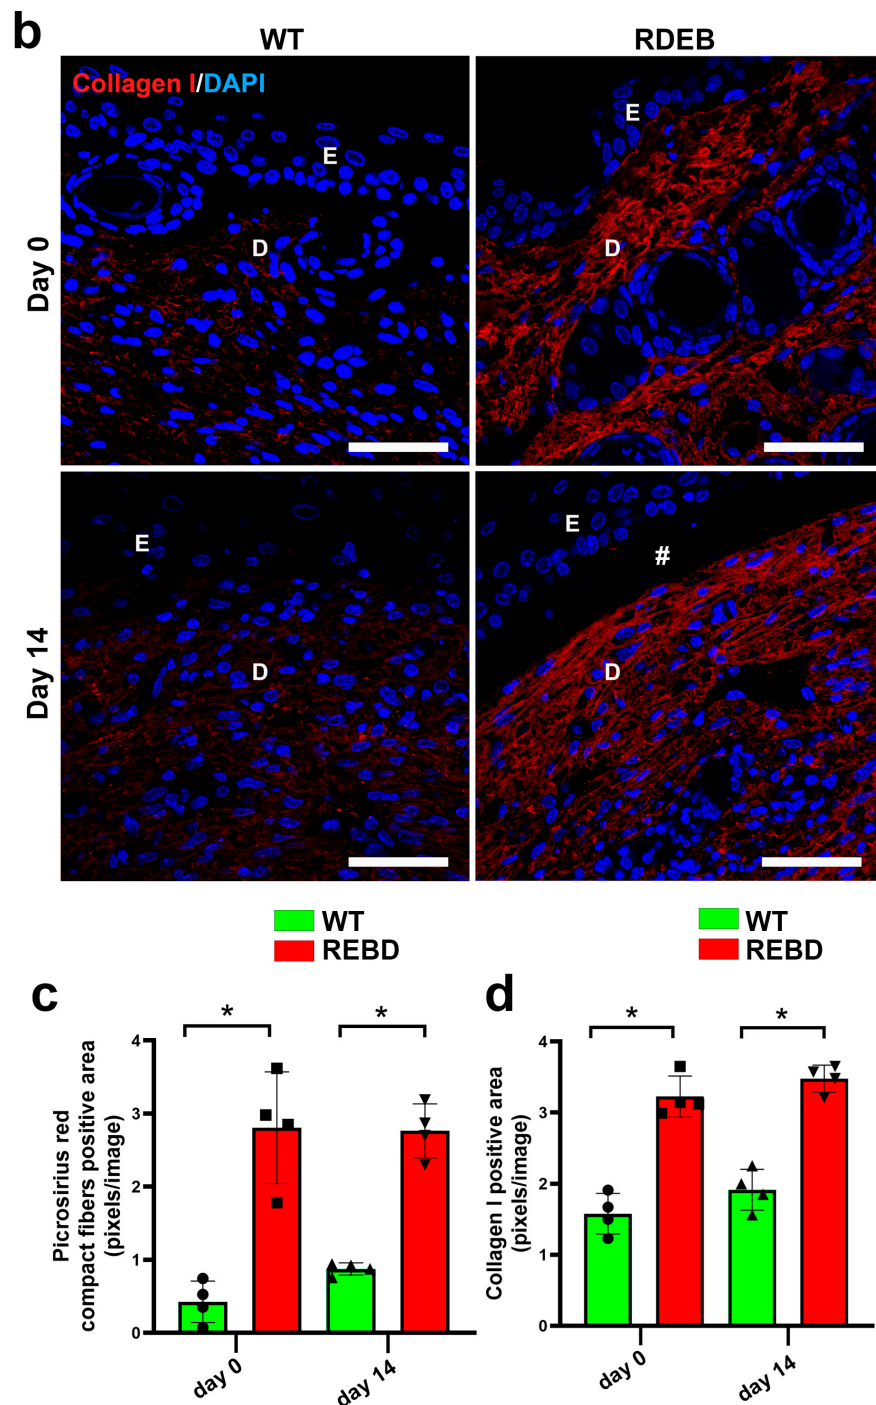 b
WT
RDEB
Collagen I/DAPI
E
D
E
D
Day 0
E
D
E
#
D
Day 14
WT
REBD
WT
REBD
c
Picrosirius red
compact fibers positive area
(pixels/image)
4
3
2
1
0
*
*
day 0
day 14
d
Collagen I positive area
(pixels/image)
4
3
2
1
0
*
*
day 0
day 14